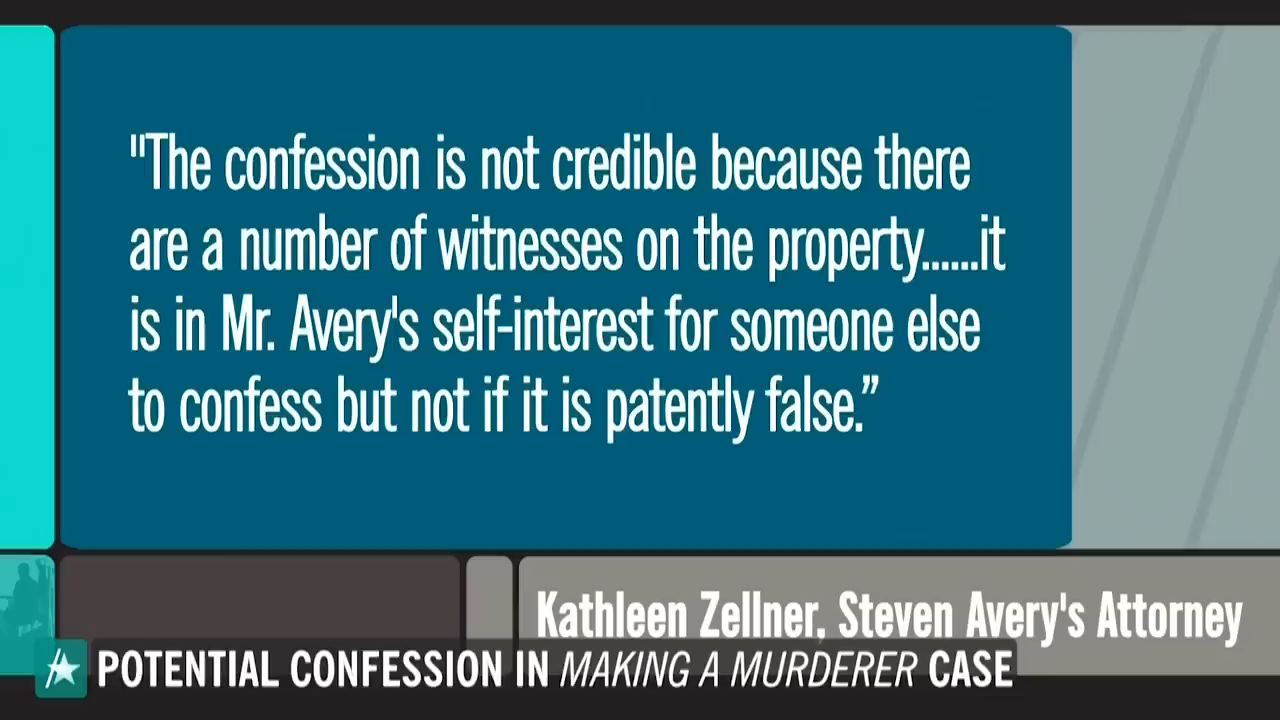 "The confession is not credible because there
are a number of witnesses on the property......it
is in Mr. Avery's self-interest for someone else
to confess but not if it is patently false.”
Kathleen Zellner, Steven Avery's Attorney
POTENTIAL CONFESSION IN MAKING A MURDERER CASE